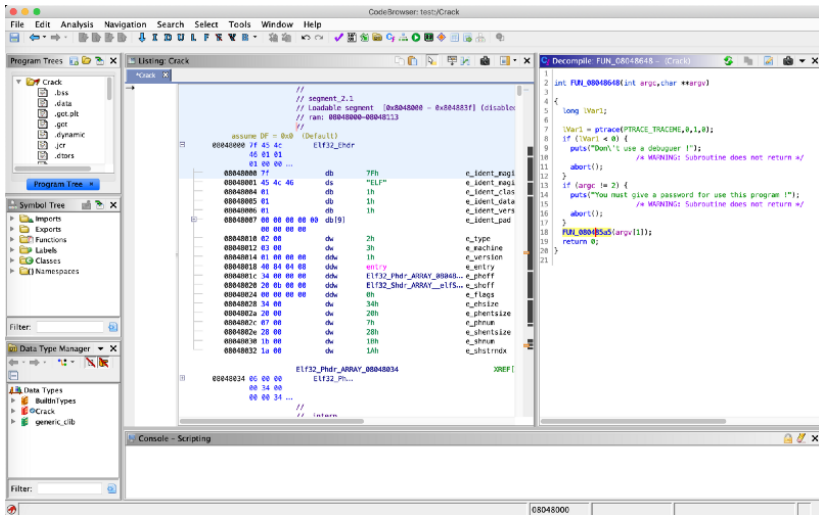 CodeBrowser: test:/Crack
File Edit Analysis Navigation Search Select Tools Window Help
I D U L F
Program Trees
Crack
.bss
.data
.got.plt
.got
.dynamic
.jcr
.dtors
Program Tree
Symbol Tree
Imports
Exports
Functions
Labels
Classes
Namespaces
Filter:
Data Type Manager
Data Types
BuiltInTypes
Crack
generic_clib
Filter:
Listing: Crack
*Crack
//
// segment_2.1
// Loadable segment [0x8048000 - 0x804883f] (disable
// ram: 08048000-08048113
//
assume DF = 0x0 (Default)
08048000 7f 45 4c Elf32_Ehdr
46 01 01
01 00 00 ...
08048000 7f db 7Fh e_ident_magi
08048001 45 4c 46 ds "ELF" e_ident_magi
08048004 01 db 1h e_ident_clas
08048005 01 db 1h e_ident_data
08048006 01 db 1h e_ident_vers
08048007 00 00 00 00 00 db[9] e_ident_pad
00 00 00 00
08048010 02 00 dw 2h e_type
08048012 03 00 dw 3h e_machine
08048014 01 00 00 00 ddw 1h e_version
08048018 40 84 04 08 ddw entry e_entry
0804801c 34 00 00 00 ddw Elf32_Phdr_ARRAY_08048... e_phoff
08048020 20 0b 00 00 ddw Elf32_Shdr_ARRAY__elfS... e_shoff
08048024 00 00 00 00 ddw 0h e_flags
08048028 34 00 dw 34h e_ehsize
0804802a 20 00 dw 20h e_phentsize
0804802c 07 00 dw 7h e_phnum
0804802e 28 00 dw 28h e_shentsize
08048030 1b 00 dw 1Bh e_shnum
08048032 1a 00 dw 1Ah e_shstrndx
Elf32_Phdr_ARRAY_08048034 XREF[
08048034 06 00 00 Elf32_Ph...
00 34 00
00 00 34 ...
//
// interp
Decompile: FUN_08048648 - (Crack)
1
2 int FUN_08048648(int argc,char **argv)
3
4 {
5 long lVar1;
6
7 lVar1 = ptrace(PTRACE_TRACEME,0,1,0);
8 if (lVar1 < 0) {
9 puts("Don\'t use a debuguer !");
10 /* WARNING: Subroutine does not return */
11 abort();
12 }
13 if (argc != 2) {
14 puts("You must give a password for use this program !");
15 /* WARNING: Subroutine does not return */
16 abort();
17 }
18 FUN_080485a5(argv[1]);
19 return 0;
20 }
21
Console - Scripting
08048000